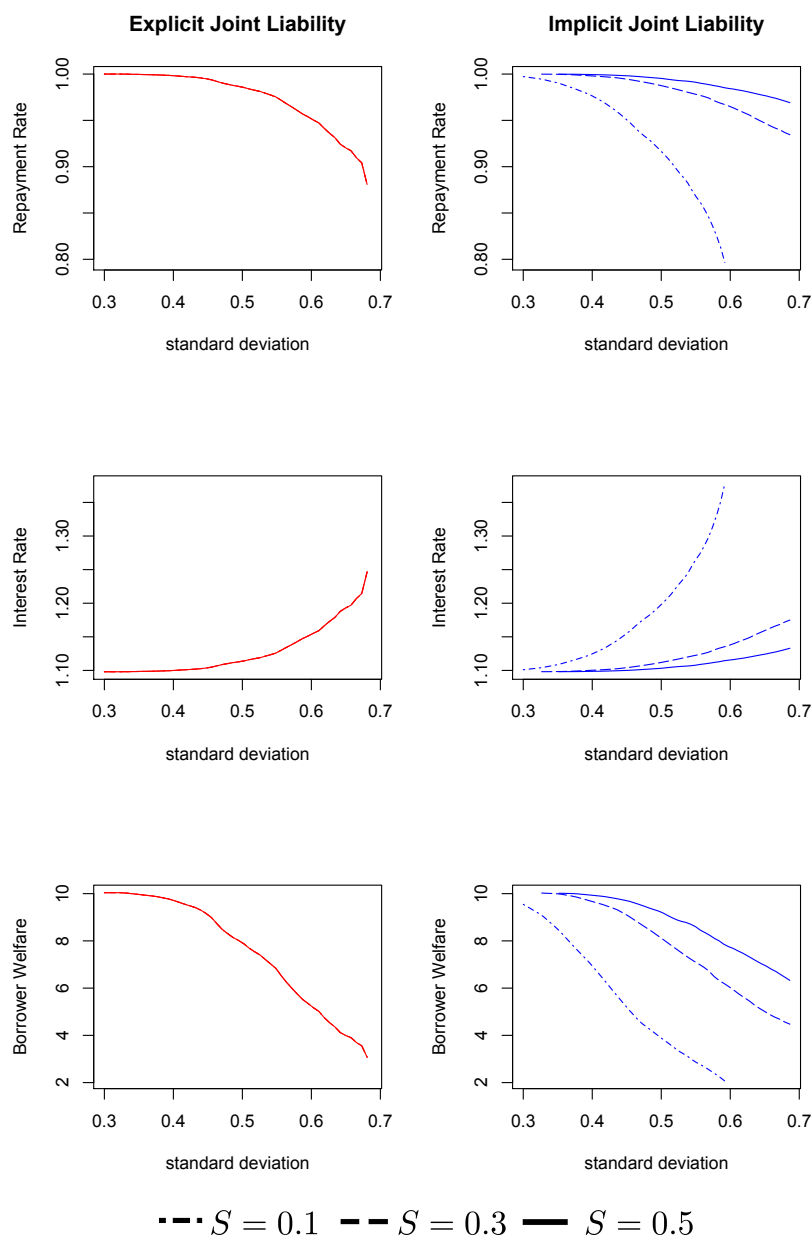 Explicit Joint Liability
Implicit Joint Liability
Repayment Rate
1.00
0.90
0.80
0.3 0.4 0.5 0.6 0.7
standard deviation
Repayment Rate
1.00
0.90
0.80
0.3 0.4 0.5 0.6 0.7
standard deviation
Interest Rate
1.30
1.20
1.10
0.3 0.4 0.5 0.6 0.7
standard deviation
Interest Rate
1.30
1.20
1.10
0.3 0.4 0.5 0.6 0.7
standard deviation
Borrower Welfare
10
8
6
4
2
0.3 0.4 0.5 0.6 0.7
standard deviation
Borrower Welfare
10
8
6
4
2
0.3 0.4 0.5 0.6 0.7
standard deviation
S = 0.1 S = 0.3 S = 0.5